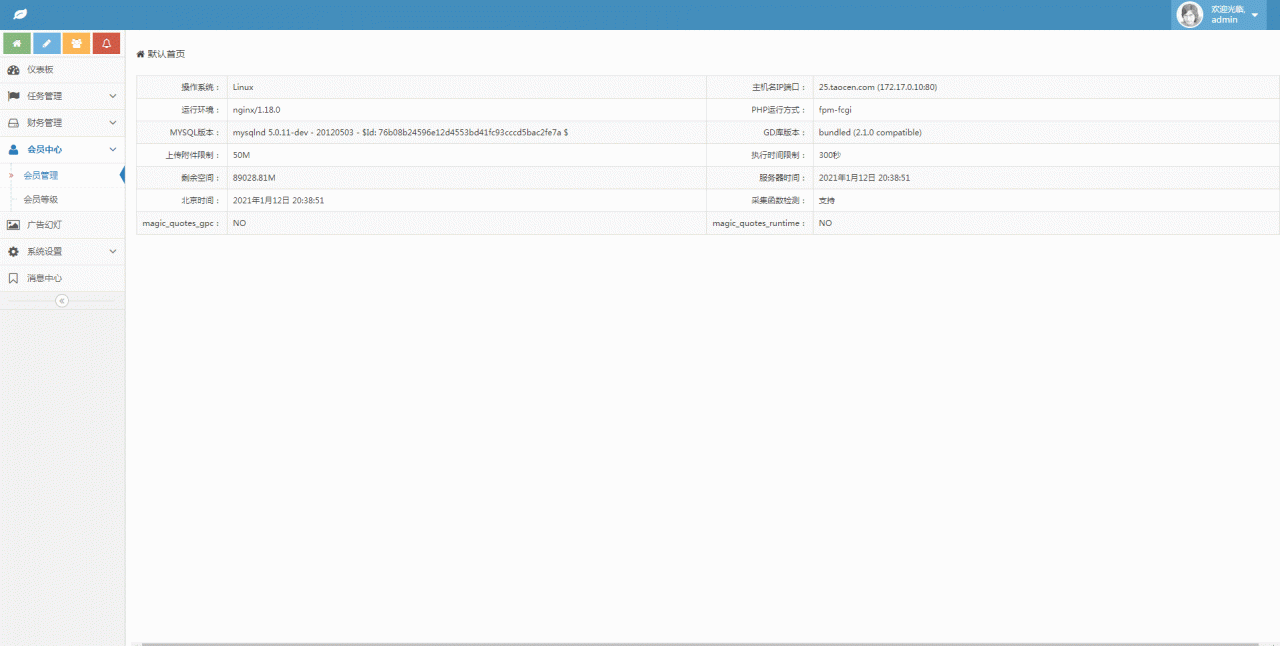 欢迎光临,
admin
仪表板
任务管理
财务管理
会员中心
会员管理
会员等级
广告幻灯
系统设置
消息中心
默认首页
操作系统： Linux 主机名IP端口： 25.taocen.com (172.17.0.10:80)
运行环境： nginx/1.18.0 PHP运行方式： fpm-fcgi
MYSQL版本： mysqlnd 5.0.11-dev - 20120503 - $Id: 76b08b24596e12d4553bd41fc93cccd5bac2fe7a $ GD库版本： bundled (2.1.0 compatible)
上传附件限制： 50M 执行时间限制： 300秒
剩余空间： 89028.81M 服务器时间： 2021年1月12日 20:38:51
北京时间： 2021年1月12日 20:38:51 采集函数检测： 支持
magic_quotes_gpc： NO magic_quotes_runtime： NO